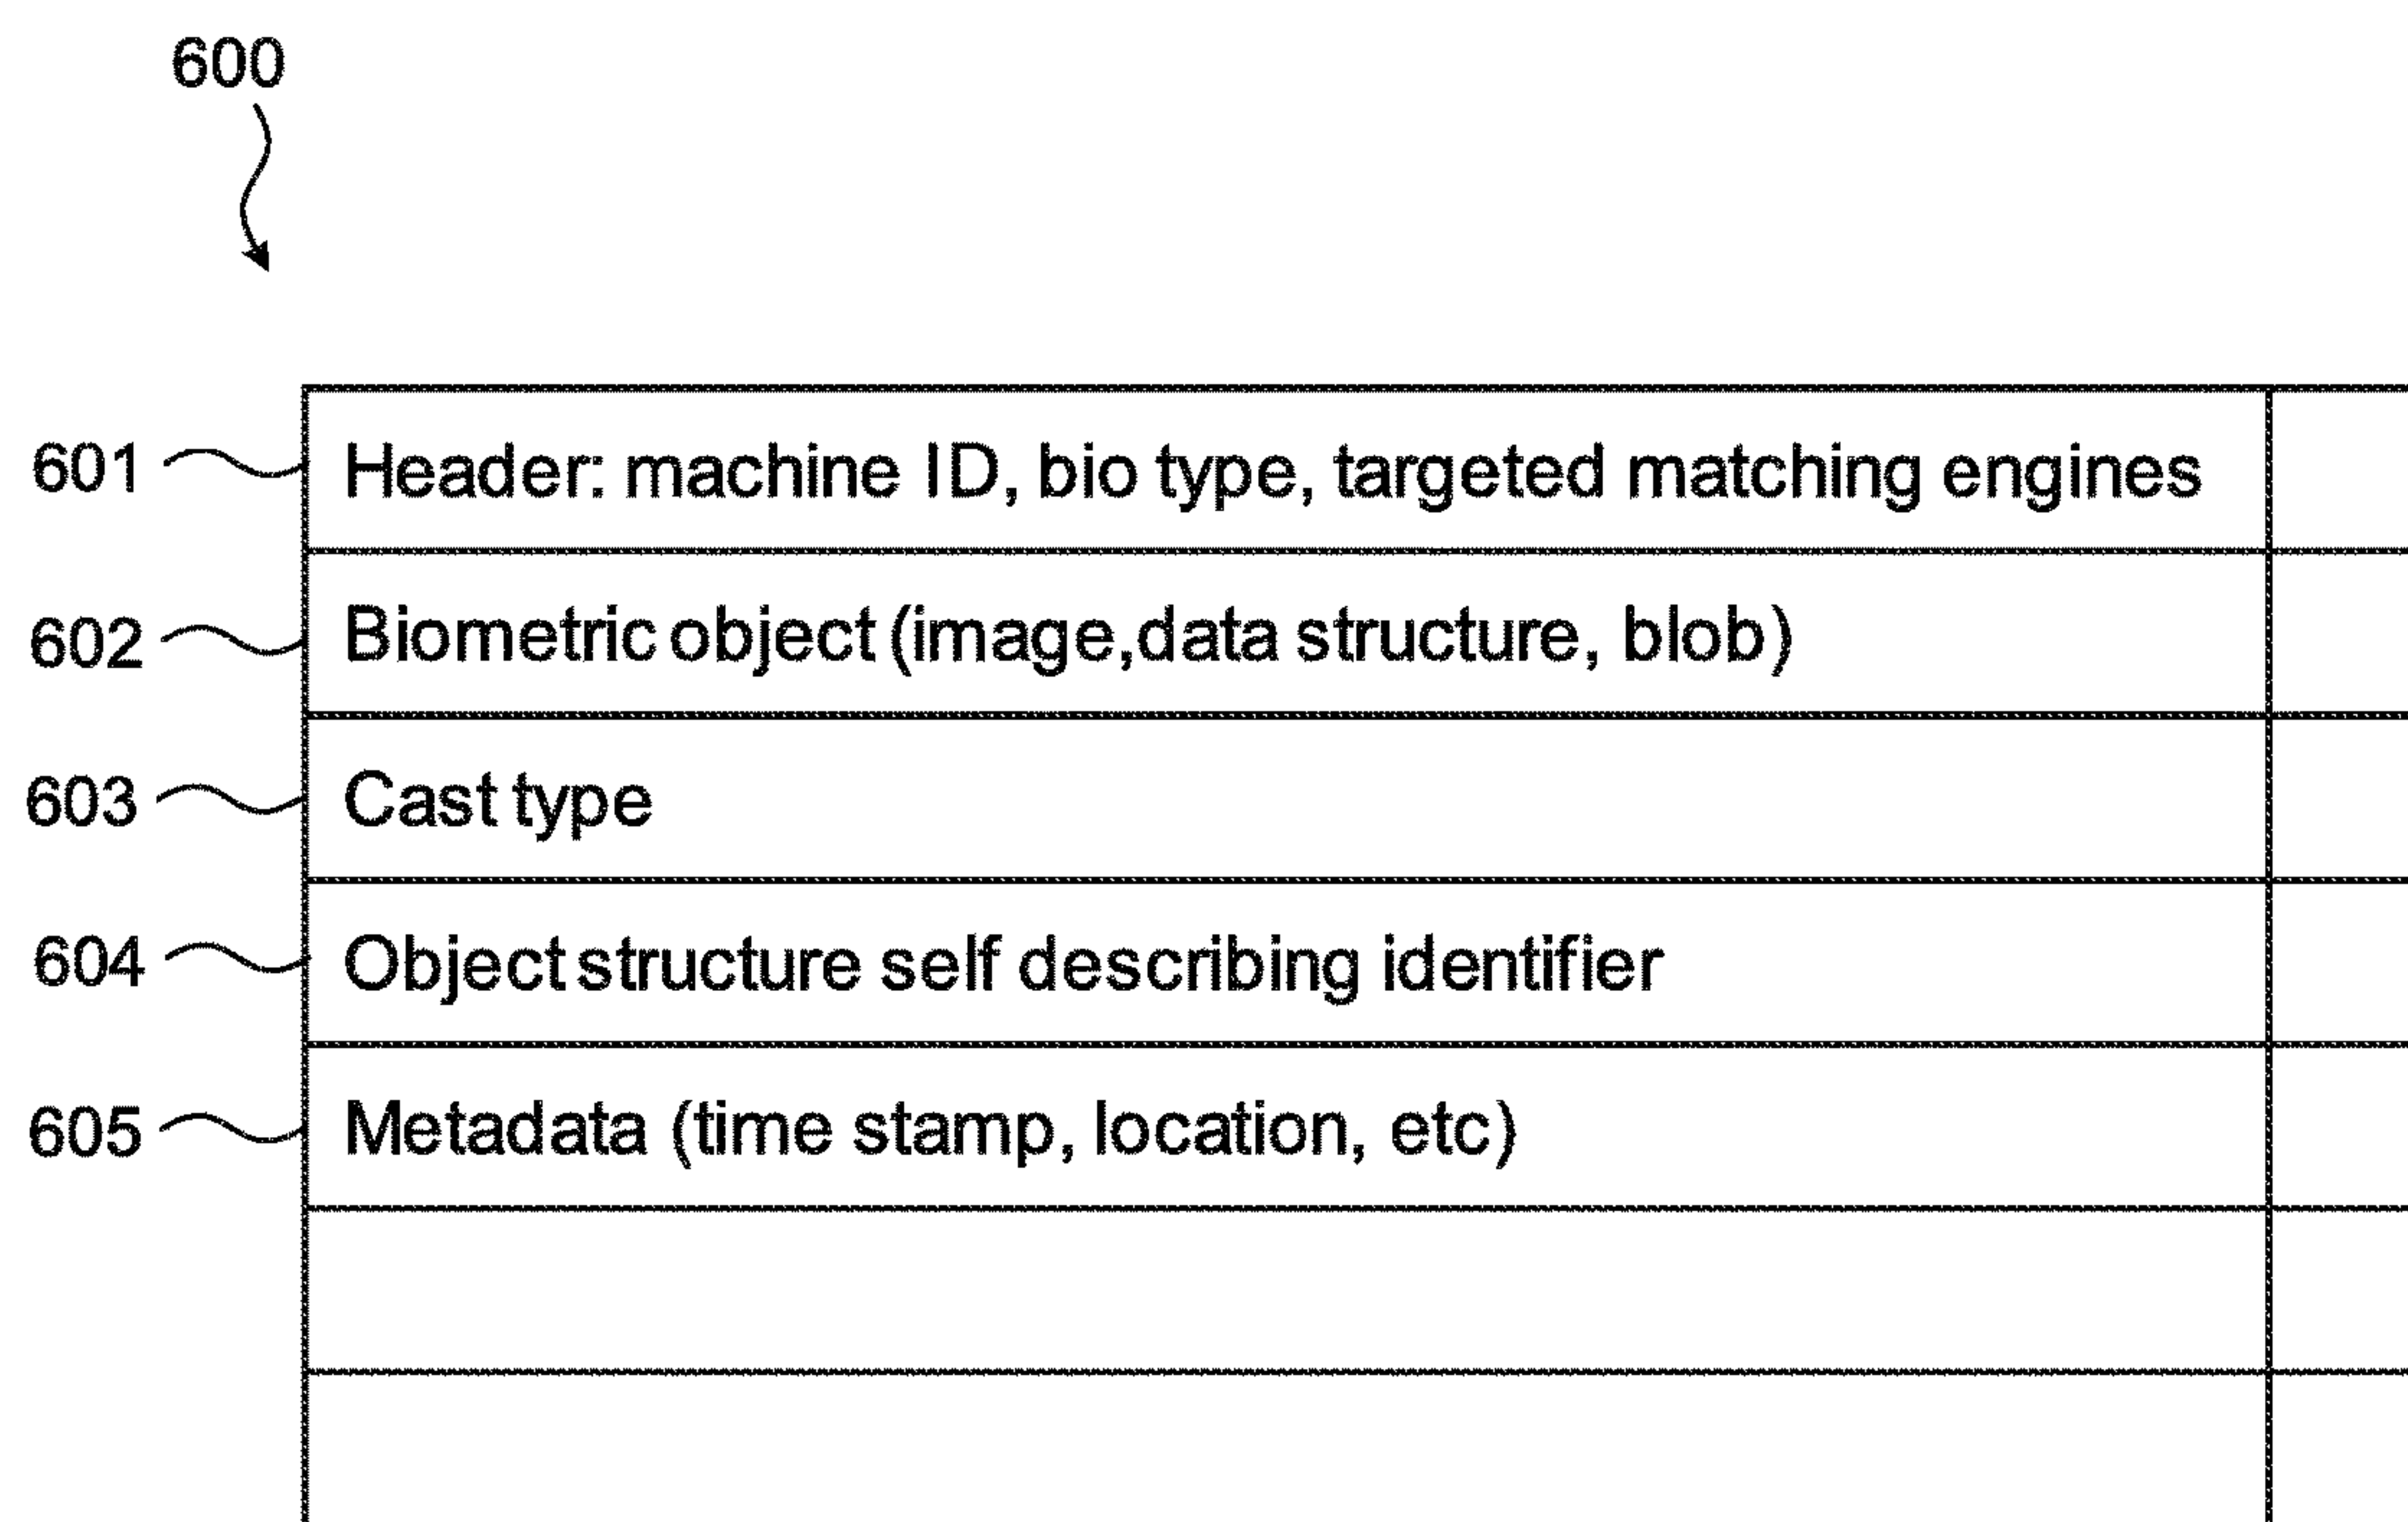 600
601 Header: machine ID, bio type, targeted matching engines
602 Biometric object (image,data structure, blob)
603 Cast type
604 Object structure self describing identifier
605 Metadata (time stamp, location, etc)